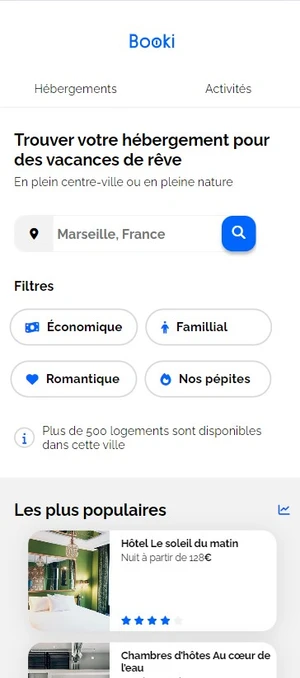 Booki
Hébergements Activités
Trouver votre hébergement pour
des vacances de rêve
En plein centre-ville ou en pleine nature
Marseille, France
Filtres
Économique Famillial
Romantique Nos pépites
Plus de 500 logements sont disponibles
dans cette ville
Les plus populaires
Hôtel Le soleil du matin
Nuit à partir de 128€
Chambres d'hôtes Au cœur de
l'eau